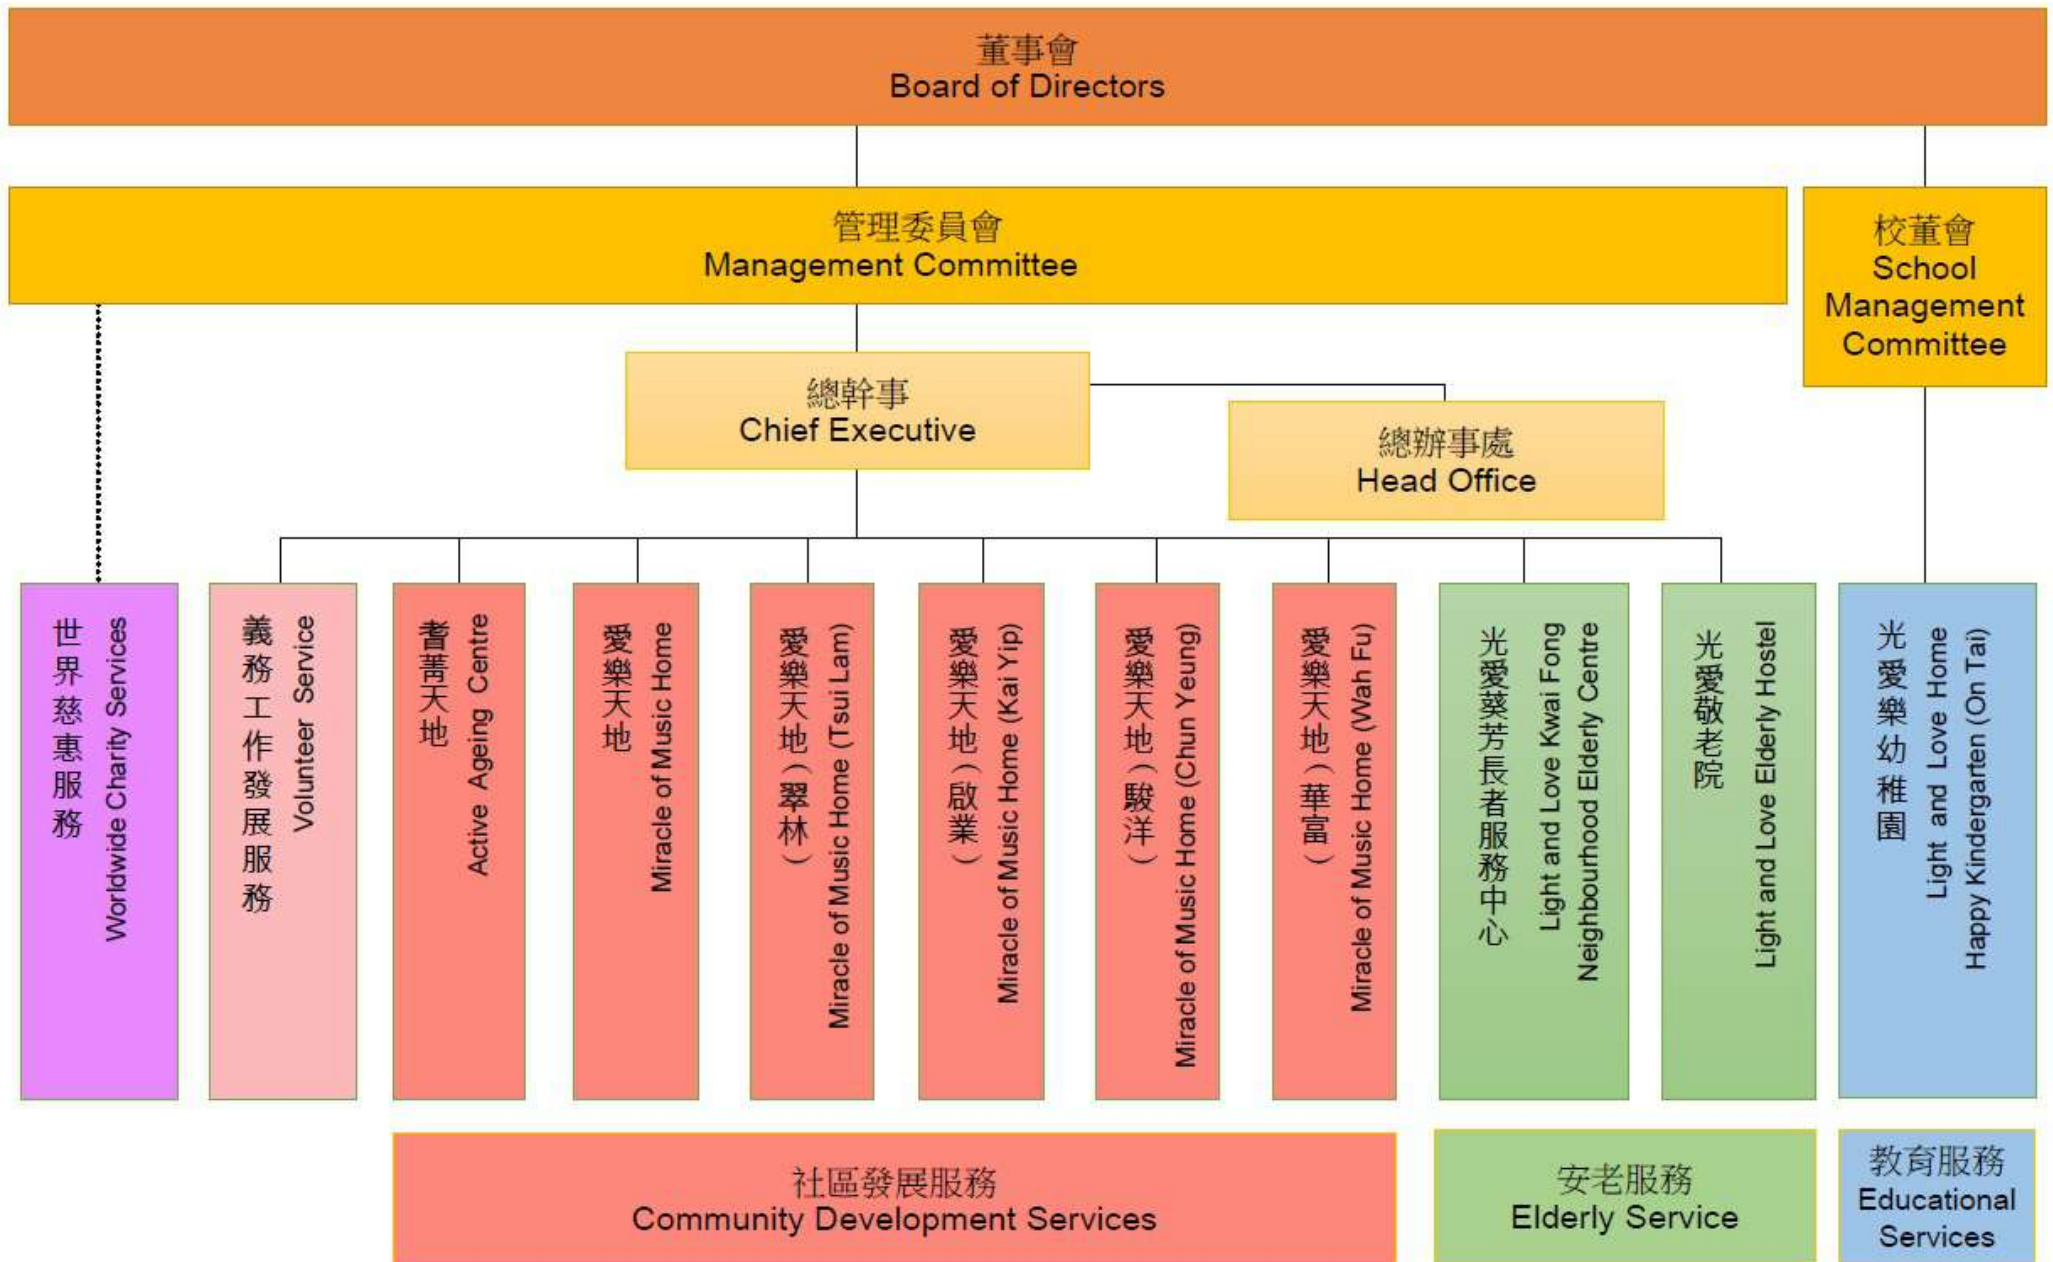 董事會
Board of Directors
管理委員會
Management Committee
校董會
School
Management
Committee
總幹事
Chief Executive
總辦事處
Head Office
世界慈惠服務
Worldwide Charity Services
義務工作發展服務
Volunteer Service
耆菁天地
Active Ageing Centre
愛樂天地
Miracle of Music Home
愛樂天地(翠林)
Miracle of Music Home (Tsui Lam)
愛樂天地(啟業)
Miracle of Music Home (Kai Yip)
愛樂天地(駿洋)
Miracle of Music Home (Chun Yeung)
愛樂天地(華富)
Miracle of Music Home (Wah Fu)
光愛葵芳長者服務中心
Light and Love Kwai Fong
Neighbourhood Elderly Centre
光愛敬老院
Light and Love Elderly Hostel
光愛樂幼稚園
Light and Love Home
Happy Kindergarten (On Tai)
社區發展服務
Community Development Services
安老服務
Elderly Service
教育服務
Educational
Services